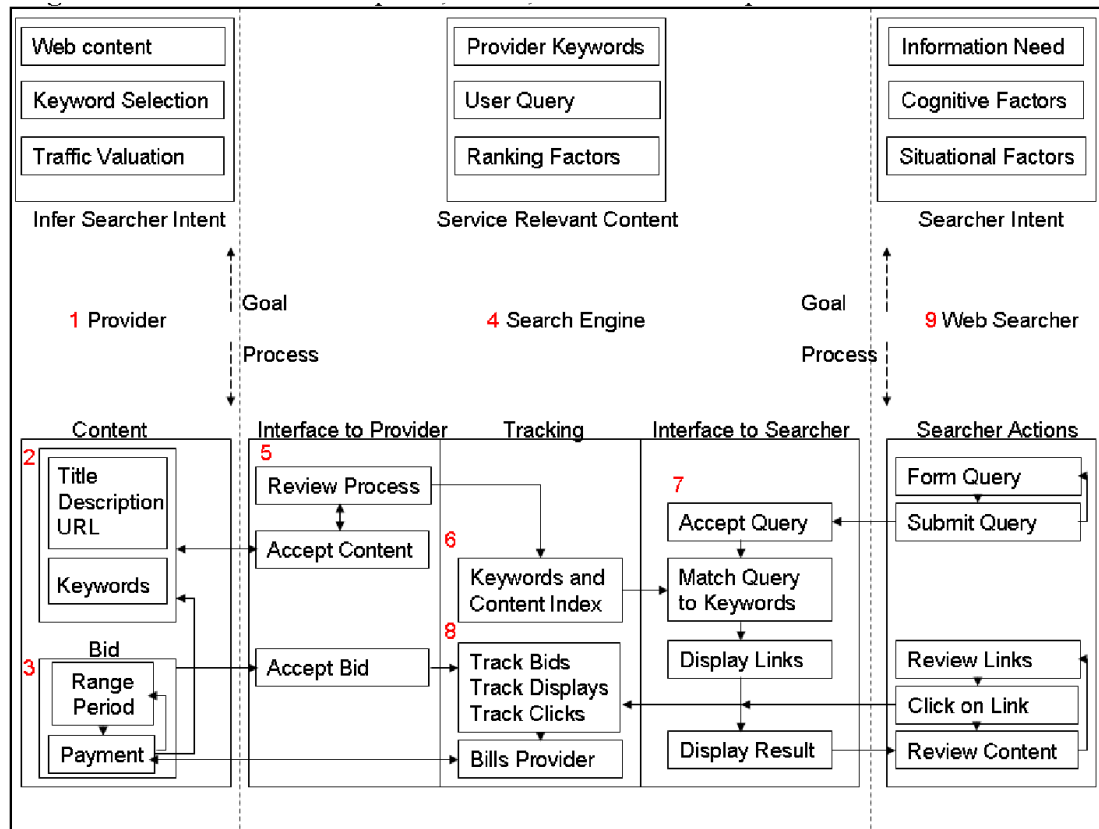 Web content
Keyword Selection
Traffic Valuation
Infer Searcher Intent
Provider Keywords
User Query
Ranking Factors
Service Relevant Content
Information Need
Cognitive Factors
Situational Factors
Searcher Intent
Goal
1 Provider
Process
4 Search Engine
Goal
Process
9 Web Searcher
Content
2
Title
Description
URL
Keywords
Bid
3
Range
Period
Payment
Interface to Provider
5
Review Process
Accept Content
Accept Bid
Tracking
6
Keywords and
Content Index
8
Track Bids
Track Displays
Track Clicks
Bills Provider
Interface to Searcher
7
Accept Query
Match Query
to Keywords
Display Links
Display Result
Searcher Actions
Form Query
Submit Query
Review Links
Click on Link
Review Content